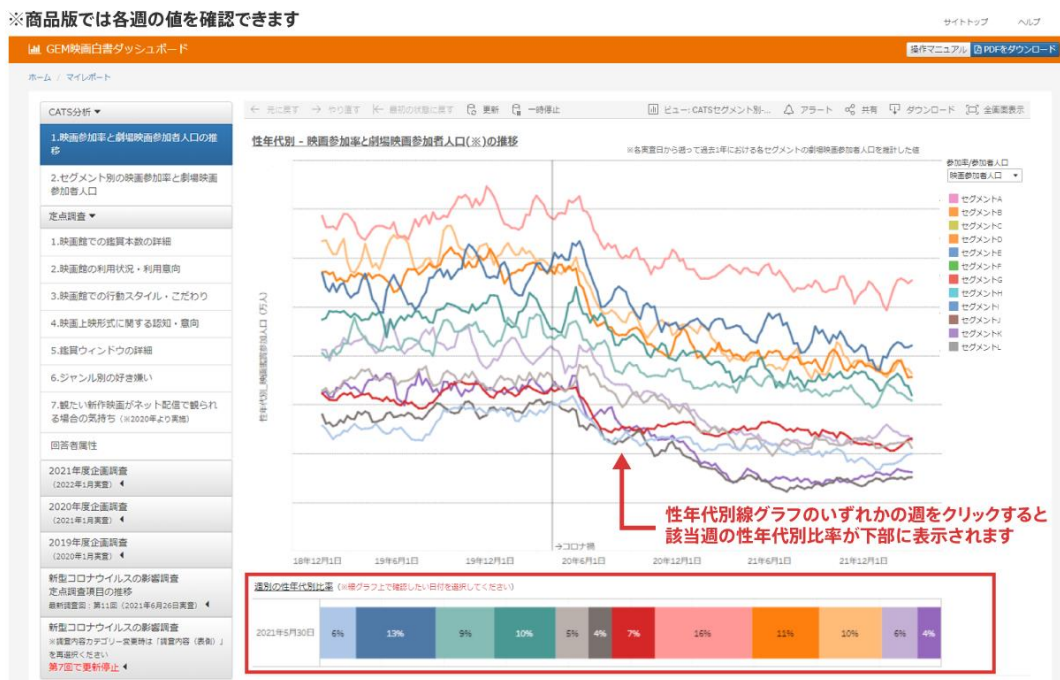 ※商品版では各週の値を確認できます
サイトトップ ヘルプ
GEM映画白書ダッシュボード
操作マニュアル PDFをダウンロード
ホーム / マイレポート
CATS分析▼
← 元に戻す → やり直す ← 最初の状態に戻す 更新 一時停止
ビュー: CATSセグメント別-... アラート 共有 ダウンロード 全画面表示
1.映画参加率と劇場映画参加者人口の推
移
2.セグメント別の映画参加率と劇場映画
参加者人口
定点調査▼
1.映画館での鑑賞本数の詳細
2.映画館の利用状況・利用意向
3.映画館での行動スタイル・こだわり
4.映画上映形式に関する認知・意向
5.鑑賞ウィンドウの詳細
6.ジャンル別の好き嫌い
7.観たい新作映画がネット配信で観られ
る場合の気持ち（※2020年より実施）
回答者属性
2021年度企画調査
（2022年1月実査）◀
2020年度企画調査
（2021年1月実査）◀
2019年度企画調査
（2020年1月実査）◀
新型コロナウイルスの影響調査
定点調査項目の推移
最新調査回：第11回（2021年6月26日実査）◀
新型コロナウイルスの影響調査
※調査内容カテゴリー変更時は「調査内容（表側）」
を再選択ください
第7回で更新停止◀
性年代別 - 映画参加率と劇場映画参加者人口(※)の推移
※各実査日から遡って過去1年における各セグメントの劇場映画参加者人口を推計した値
参加率/参加者人口
映画参加者人口 ▼
セグメントA
セグメントB
セグメントC
セグメントD
セグメントE
セグメントF
セグメントG
セグメントH
セグメントI
セグメントJ
セグメントK
セグメントL
→コロナ禍
18年12月1日 19年6月1日 19年12月1日 20年6月1日 20年12月1日 21年6月1日 21年12月1日
性年代別線グラフのいずれかの週をクリックすると
該当週の性年代別比率が下部に表示されます
週別の性年代別比率（※線グラフ上で確認したい日付を選択してください）
2021年5月30日 6% 13% 9% 10% 5% 4% 7% 16% 11% 10% 6% 4%